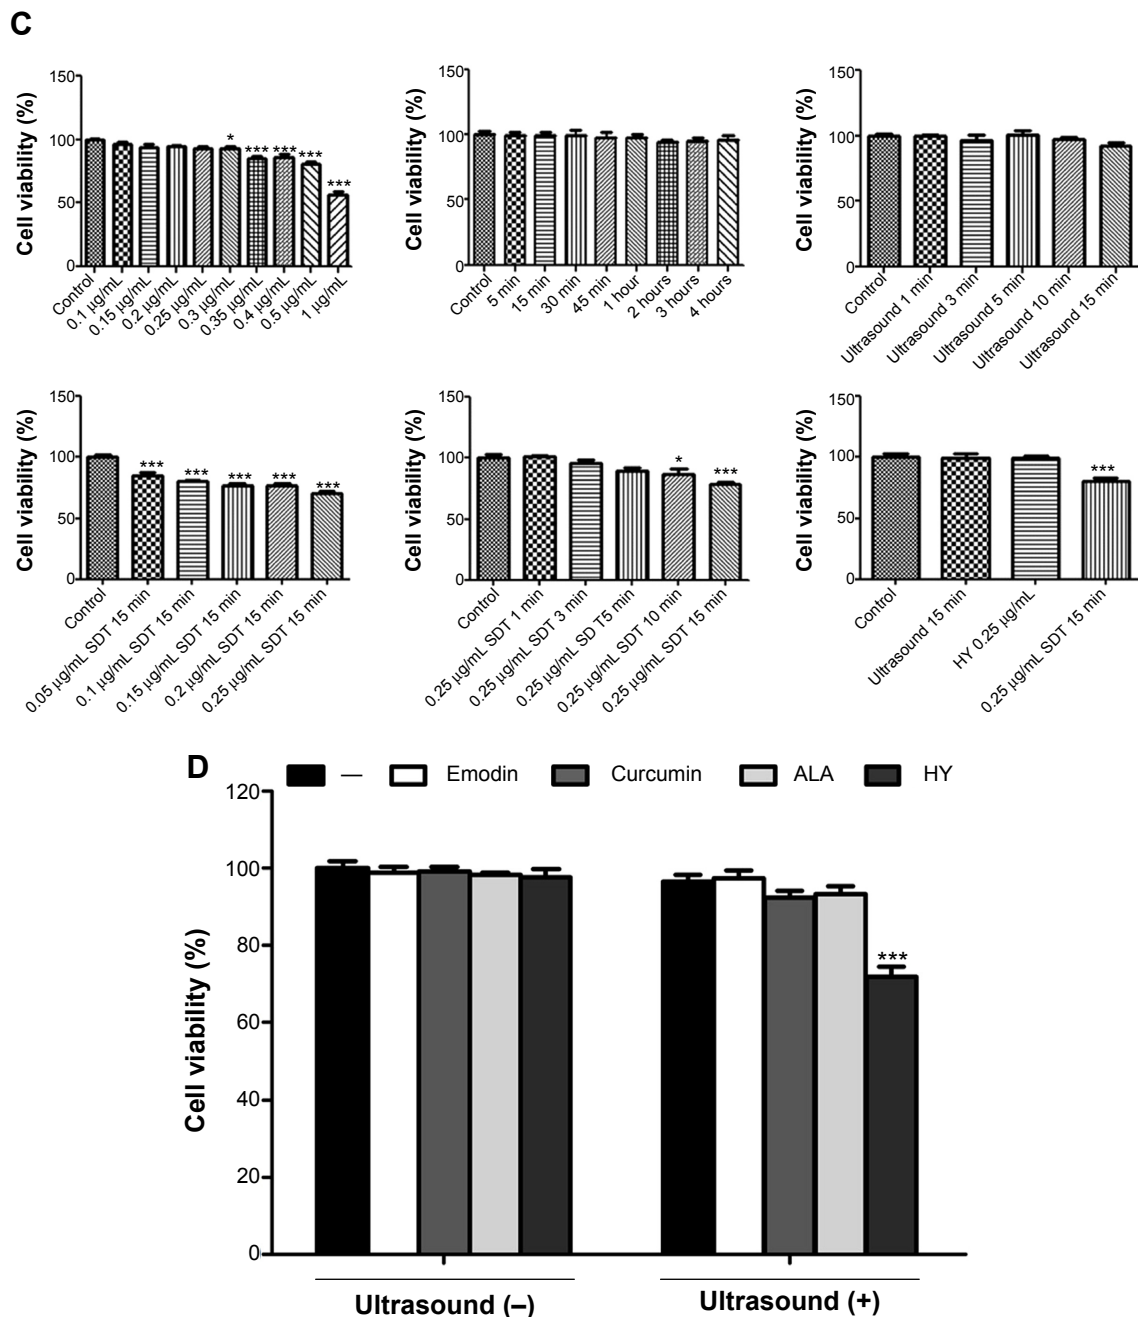 C
Cell viability (%)
150
100
50
0
*
***
***
***
***
Control
0.1 µg/mL
0.15 µg/mL
0.2 µg/mL
0.25 µg/mL
0.3 µg/mL
0.35 µg/mL
0.4 µg/mL
0.5 µg/mL
1 µg/mL
Cell viability (%)
150
100
50
0
Control
5 min
15 min
30 min
45 min
1 hour
2 hours
3 hours
4 hours
Cell viability (%)
150
100
50
0
Control
Ultrasound 1 min
Ultrasound 3 min
Ultrasound 5 min
Ultrasound 10 min
Ultrasound 15 min
Cell viability (%)
150
100
50
0
***
***
***
***
***
Control
0.05 µg/mL SDT 15 min
0.1 µg/mL SDT 15 min
0.15 µg/mL SDT 15 min
0.2 µg/mL SDT 15 min
0.25 µg/mL SDT 15 min
Cell viability (%)
150
100
50
0
*
***
Control
0.25 µg/mL SDT 1 min
0.25 µg/mL SDT 3 min
0.25 µg/mL SD T5 min
0.25 µg/mL SDT 10 min
0.25 µg/mL SDT 15 min
Cell viability (%)
150
100
50
0
***
Control
Ultrasound 15 min
HY 0.25 µg/mL
0.25 µg/mL SDT 15 min
D
— Emodin Curcumin ALA HY
Cell viability (%)
120
100
80
60
40
20
0
***
Ultrasound (–) Ultrasound (+)